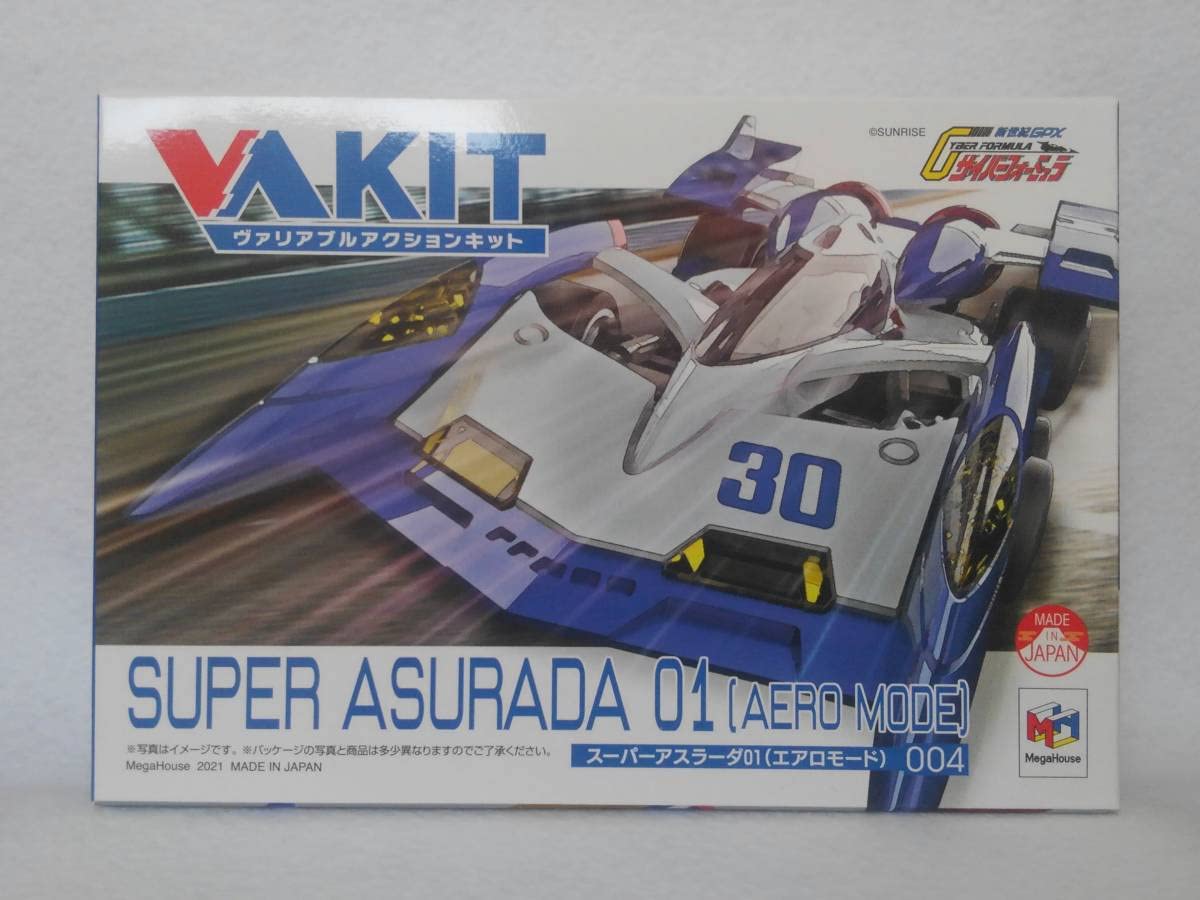 VAKIT
ヴァリアブルアクションキット
©SUNRISE
新世紀GPX
CYBER FORMULA
サイバーフォーミュラ
30
MADE
IN
JAPAN
SUPER ASURADA 01 (AERO MODE)
スーパーアスラーダ01(エアロモード) 004
※写真はイメージです。※パッケージの写真と商品は多少異なりますのでご了承ください。
MegaHouse 2021 MADE IN JAPAN
MegaHouse